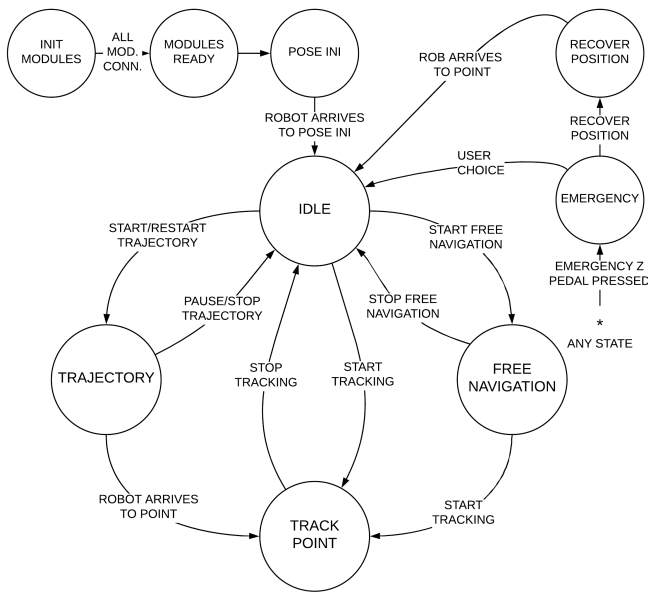 INIT
MODULES
ALL
MOD.
CONN.
MODULES
READY
POSE INI
ROB ARRIVES
TO POINT
RECOVER
POSITION
ROBOT ARRIVES
TO POSE INI
RECOVER
POSITION
USER
CHOICE
IDLE
EMERGENCY
START/RESTART
TRAJECTORY
START FREE
NAVIGATION
EMERGENCY Z
PEDAL PRESSED
PAUSE/STOP
TRAJECTORY
STOP FREE
NAVIGATION
*
ANY STATE
TRAJECTORY
STOP
TRACKING
START
TRACKING
FREE
NAVIGATION
ROBOT ARRIVES
TO POINT
START
TRACKING
TRACK
POINT